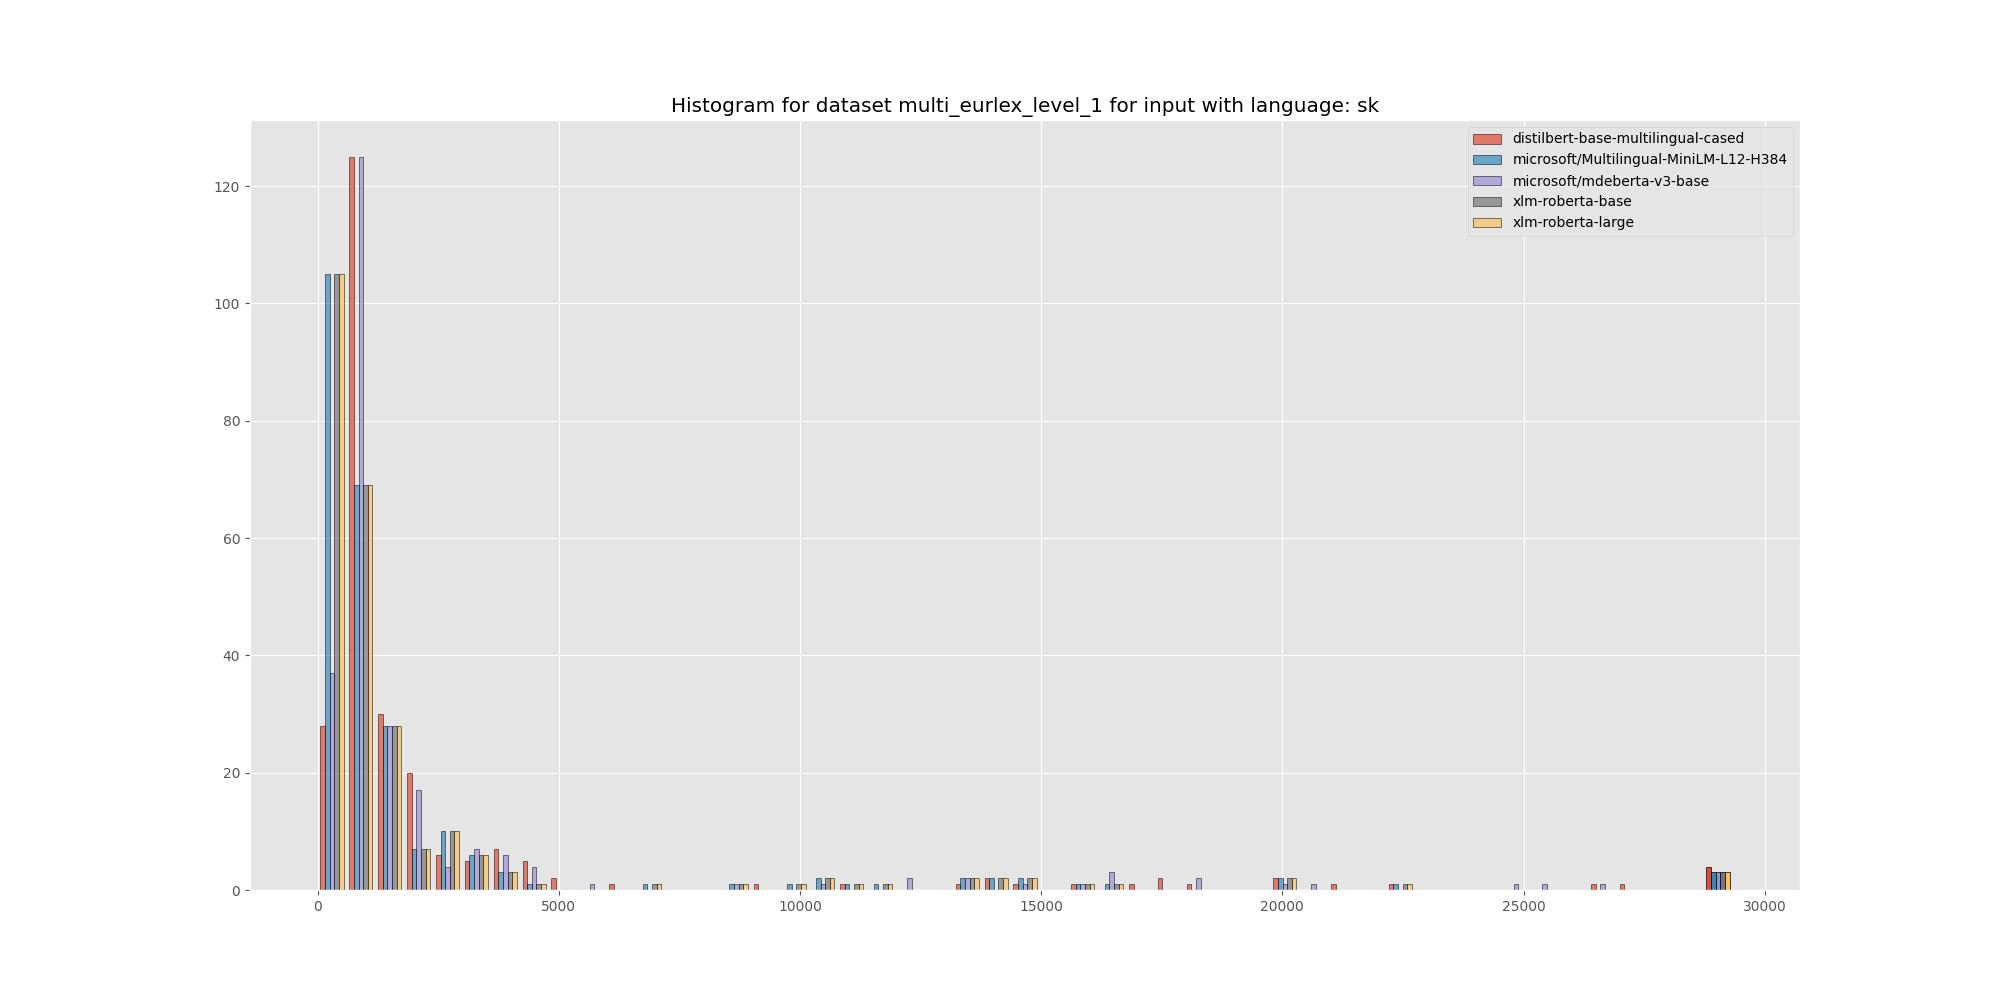 Histogram for dataset multi_eurlex_level_1 for input with language: sk
distilbert-base-multilingual-cased
microsoft/Multilingual-MiniLM-L12-H384
microsoft/mdeberta-v3-base
xlm-roberta-base
xlm-roberta-large
120
100
80
60
40
20
0
0 5000 10000 15000 20000 25000 30000